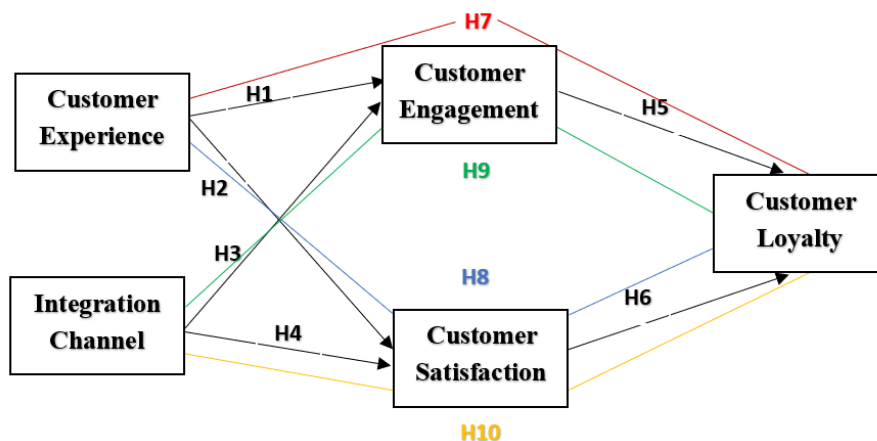 H7
Customer
Experience
H1
Customer
Engagement
H5
H2
H9
Customer
Loyalty
H3
H8
Integration
Channel
H4
Customer
Satisfaction
H6
H10